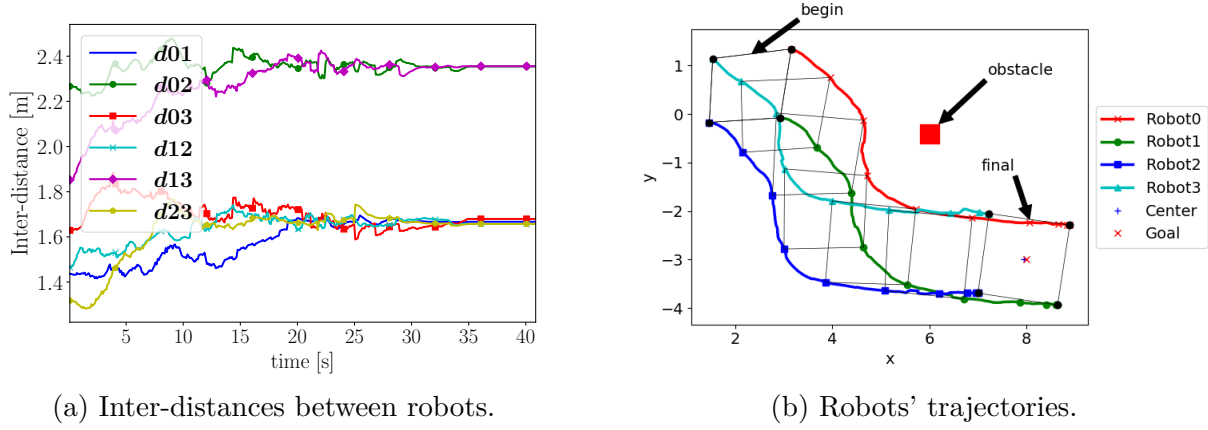 2.4
2.2
2.0
1.8
1.6
1.4
Inter-distance [m]
d01
d02
d03
d12
d13
d23
5 10 15 20 25 30 35 40
time [s]
(a) Inter-distances between robots.
begin
obstacle
final
1
0
−1
−2
−3
−4
y
2 4 6 8
x
Robot0
Robot1
Robot2
Robot3
Center
Goal
(b) Robots' trajectories.